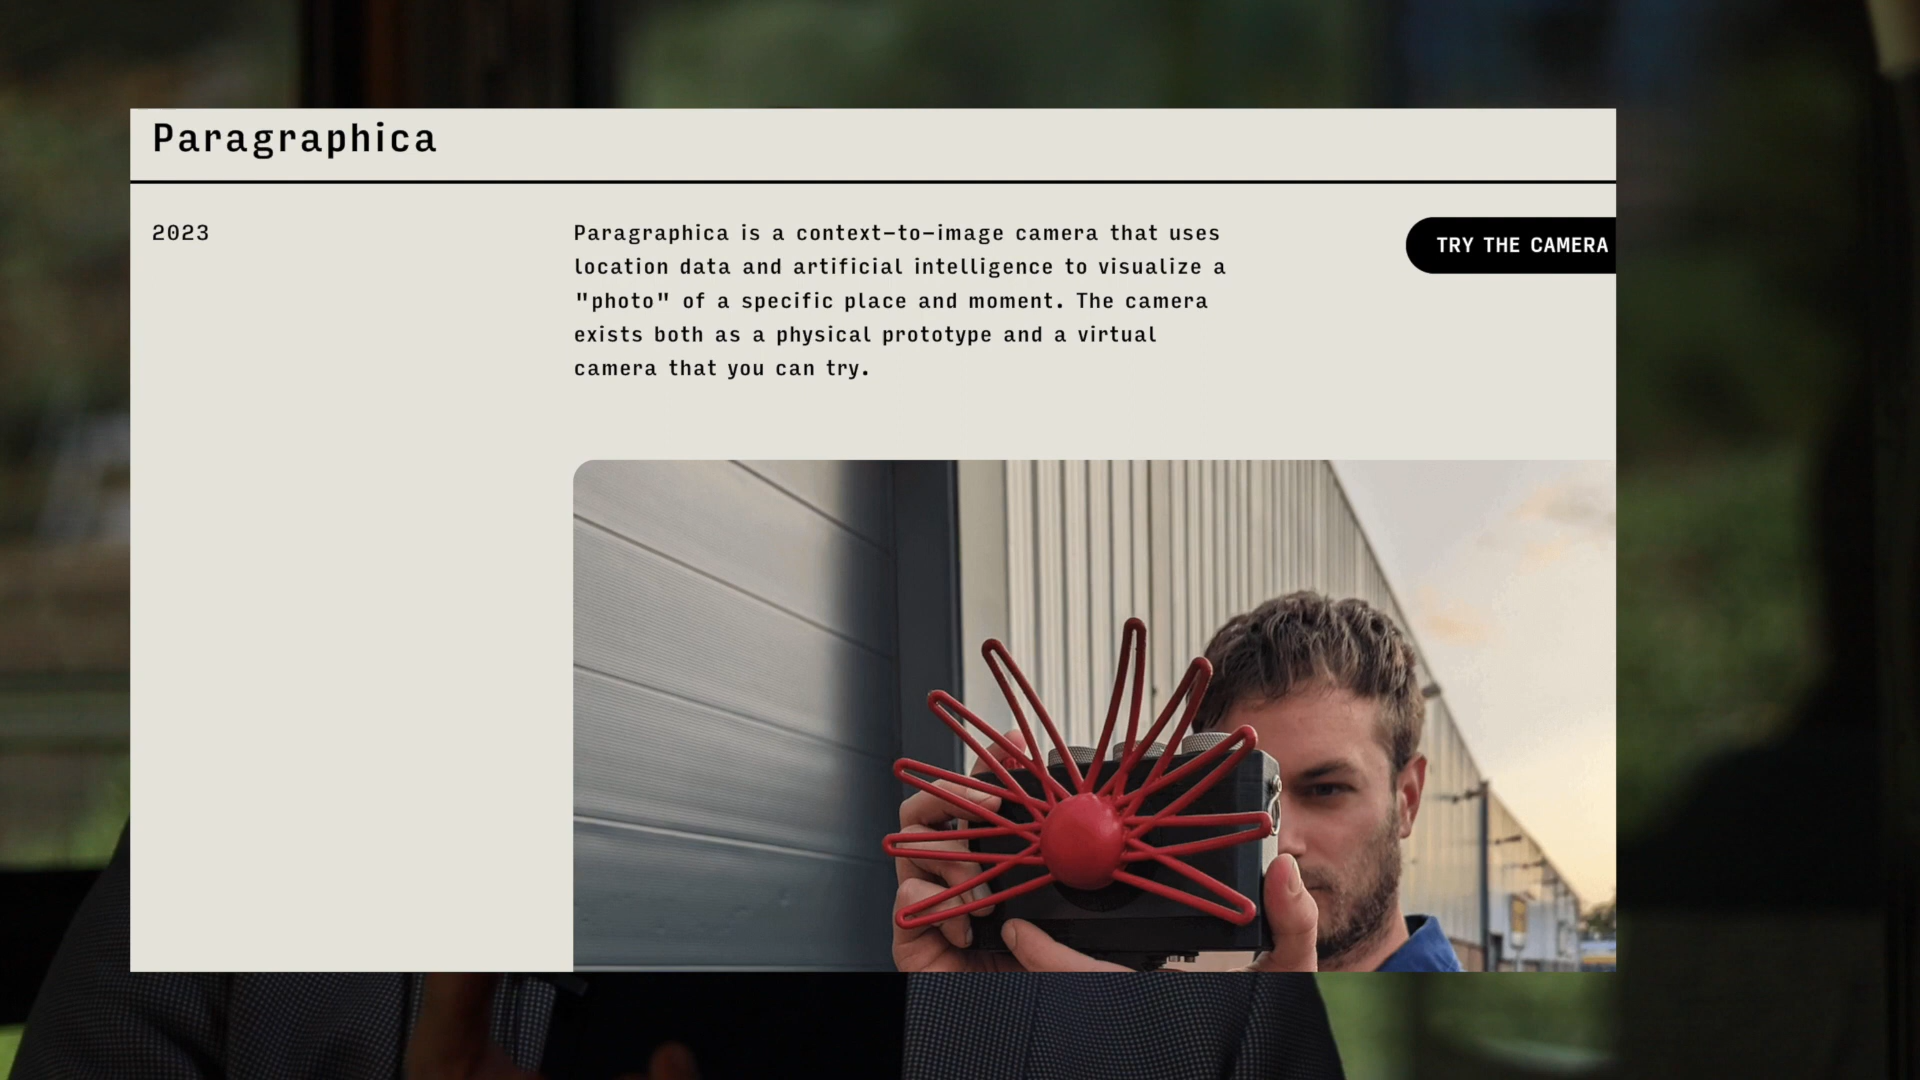 Paragraphica
2023
Paragraphica is a context-to-image camera that uses
location data and artificial intelligence to visualize a
"photo" of a specific place and moment. The camera
exists both as a physical prototype and a virtual
camera that you can try.
TRY THE CAMERA